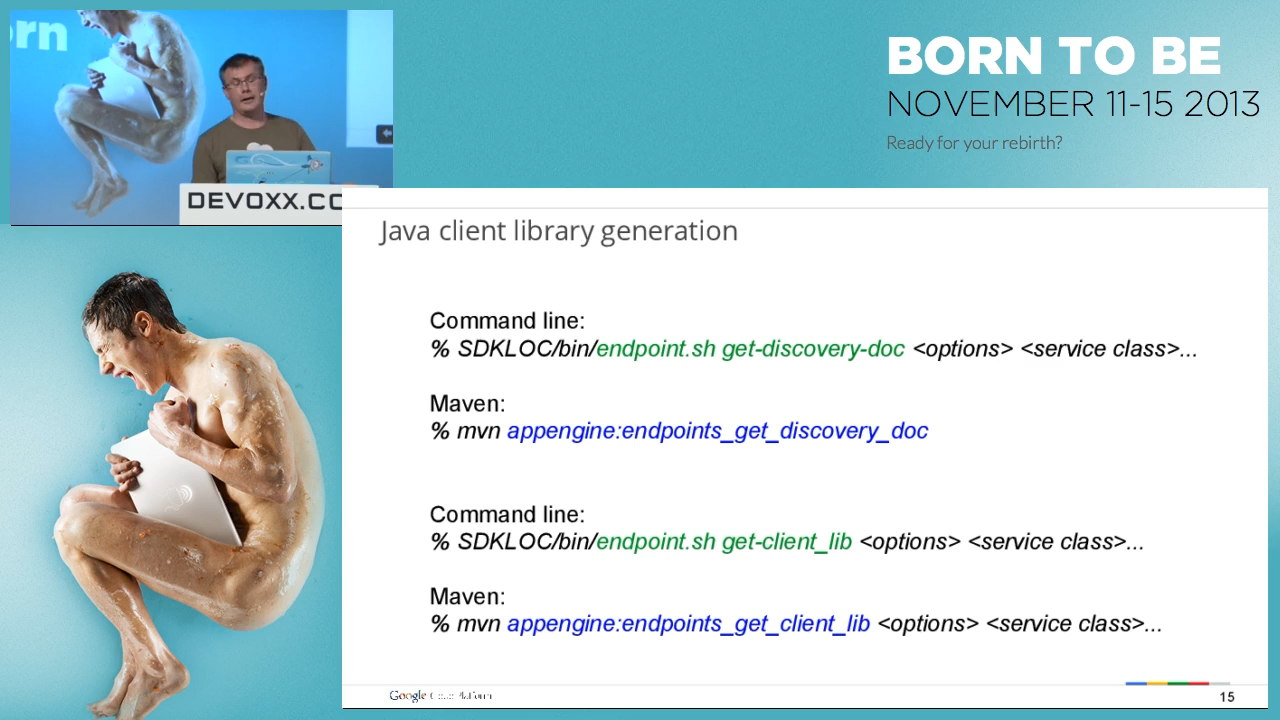 orn
DEVOXX.CO
BORN TO BE
NOVEMBER 11-15 2013
Ready for your rebirth?
Java client library generation
Command line:
% SDKLOC/bin/endpoint.sh get-discovery-doc <options> <service class>...
Maven:
% mvn appengine:endpoints_get_discovery_doc
Command line:
% SDKLOC/bin/endpoint.sh get-client_lib <options> <service class>...
Maven:
% mvn appengine:endpoints_get_client_lib <options> <service class>...
Google
15